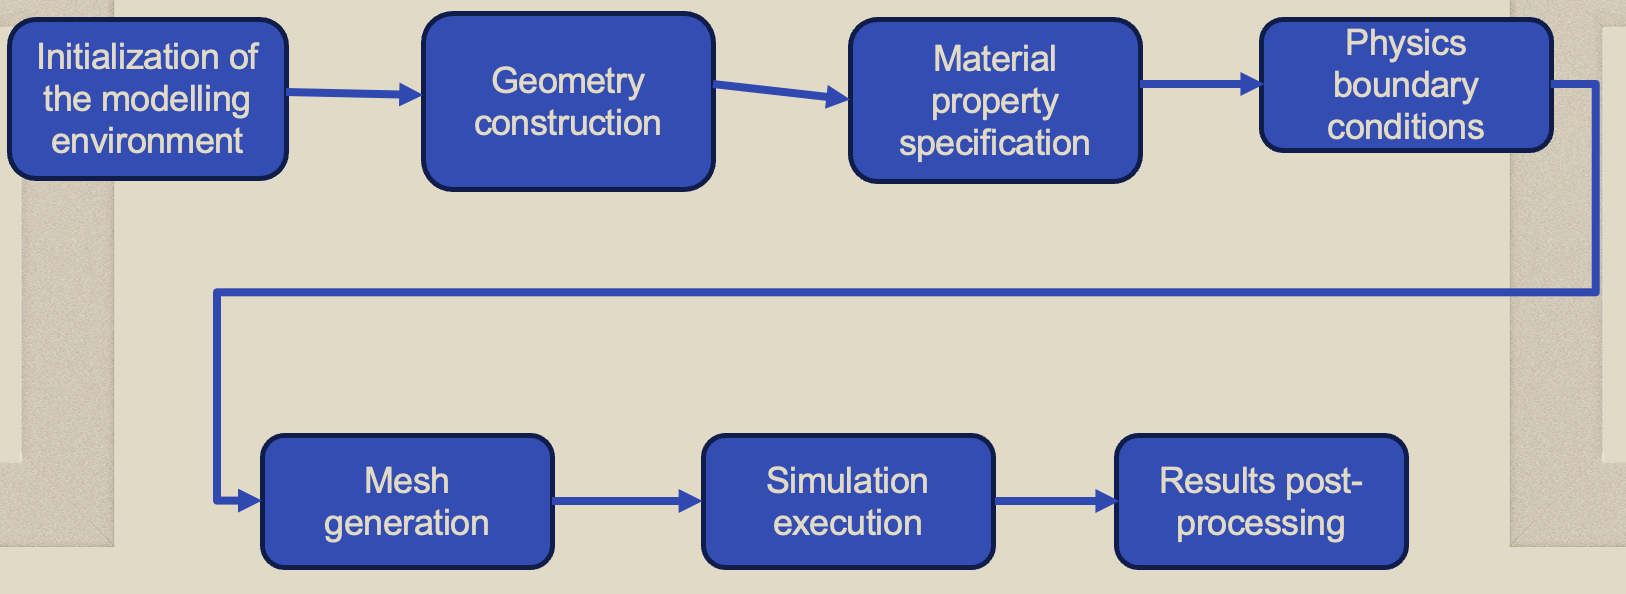 Initialization of
the modelling
environment
Geometry
construction
Material
property
specification
Physics
boundary
conditions
Mesh
generation
Simulation
execution
Results post-
processing